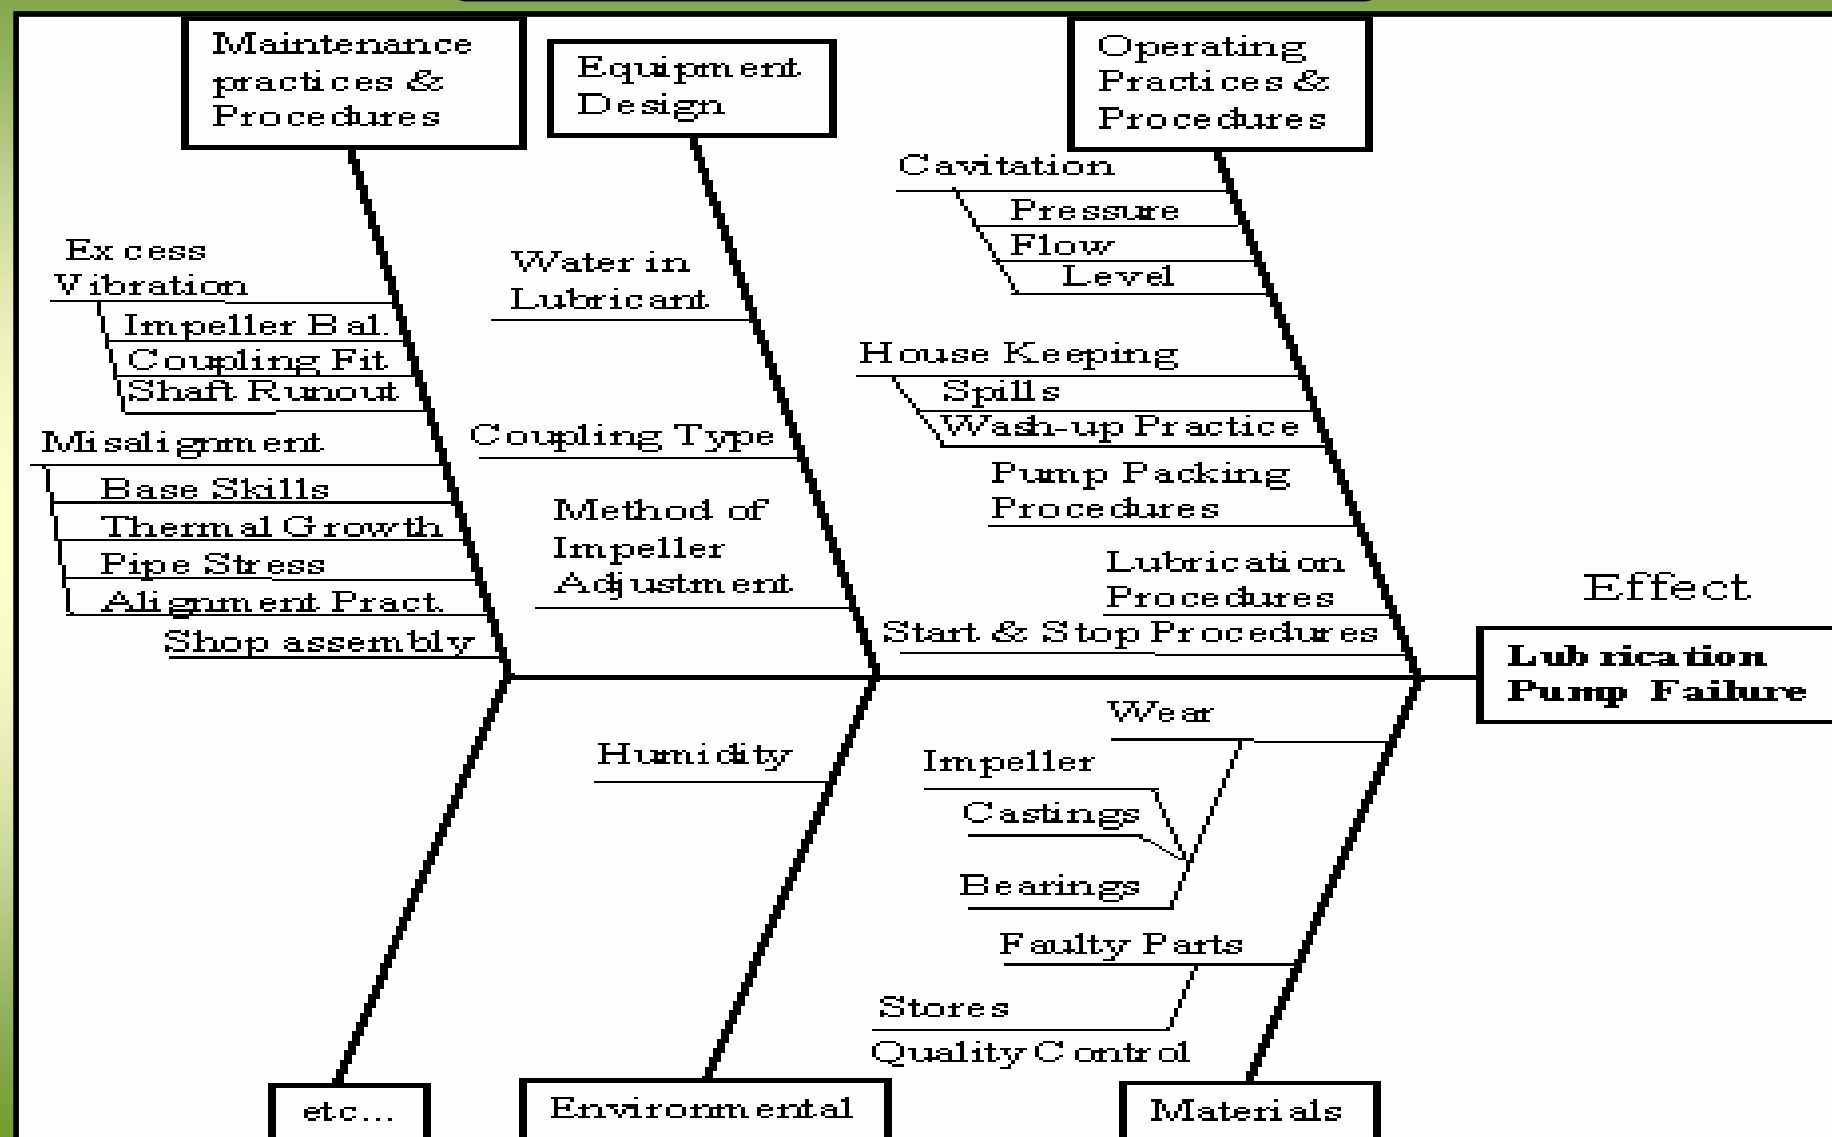 Maintenance
practices &
Procedures
Equipment
Design
Operating
Practices &
Procedures
Excess
Vibration
Impeller Bal.
Coupling Fit
Shaft Runout
Misalignment
Base Skills
Thermal Growth
Pipe Stress
Alignment Pract.
Shop assembly
Water in
Lubricant
Coupling Type
Method of
Impeller
Adjustment
Cavitation
Pressure
Flow
Level
House Keeping
Spills
Wash-up Practice
Pump Packing
Procedures
Lubrication
Procedures
Start & Stop Procedures
Effect
Lubrication
Pump Failure
Humidity
Wear
Impeller
Castings
Bearings
Faulty Parts
Stores
Quality Control
etc...
Environmental
Materials